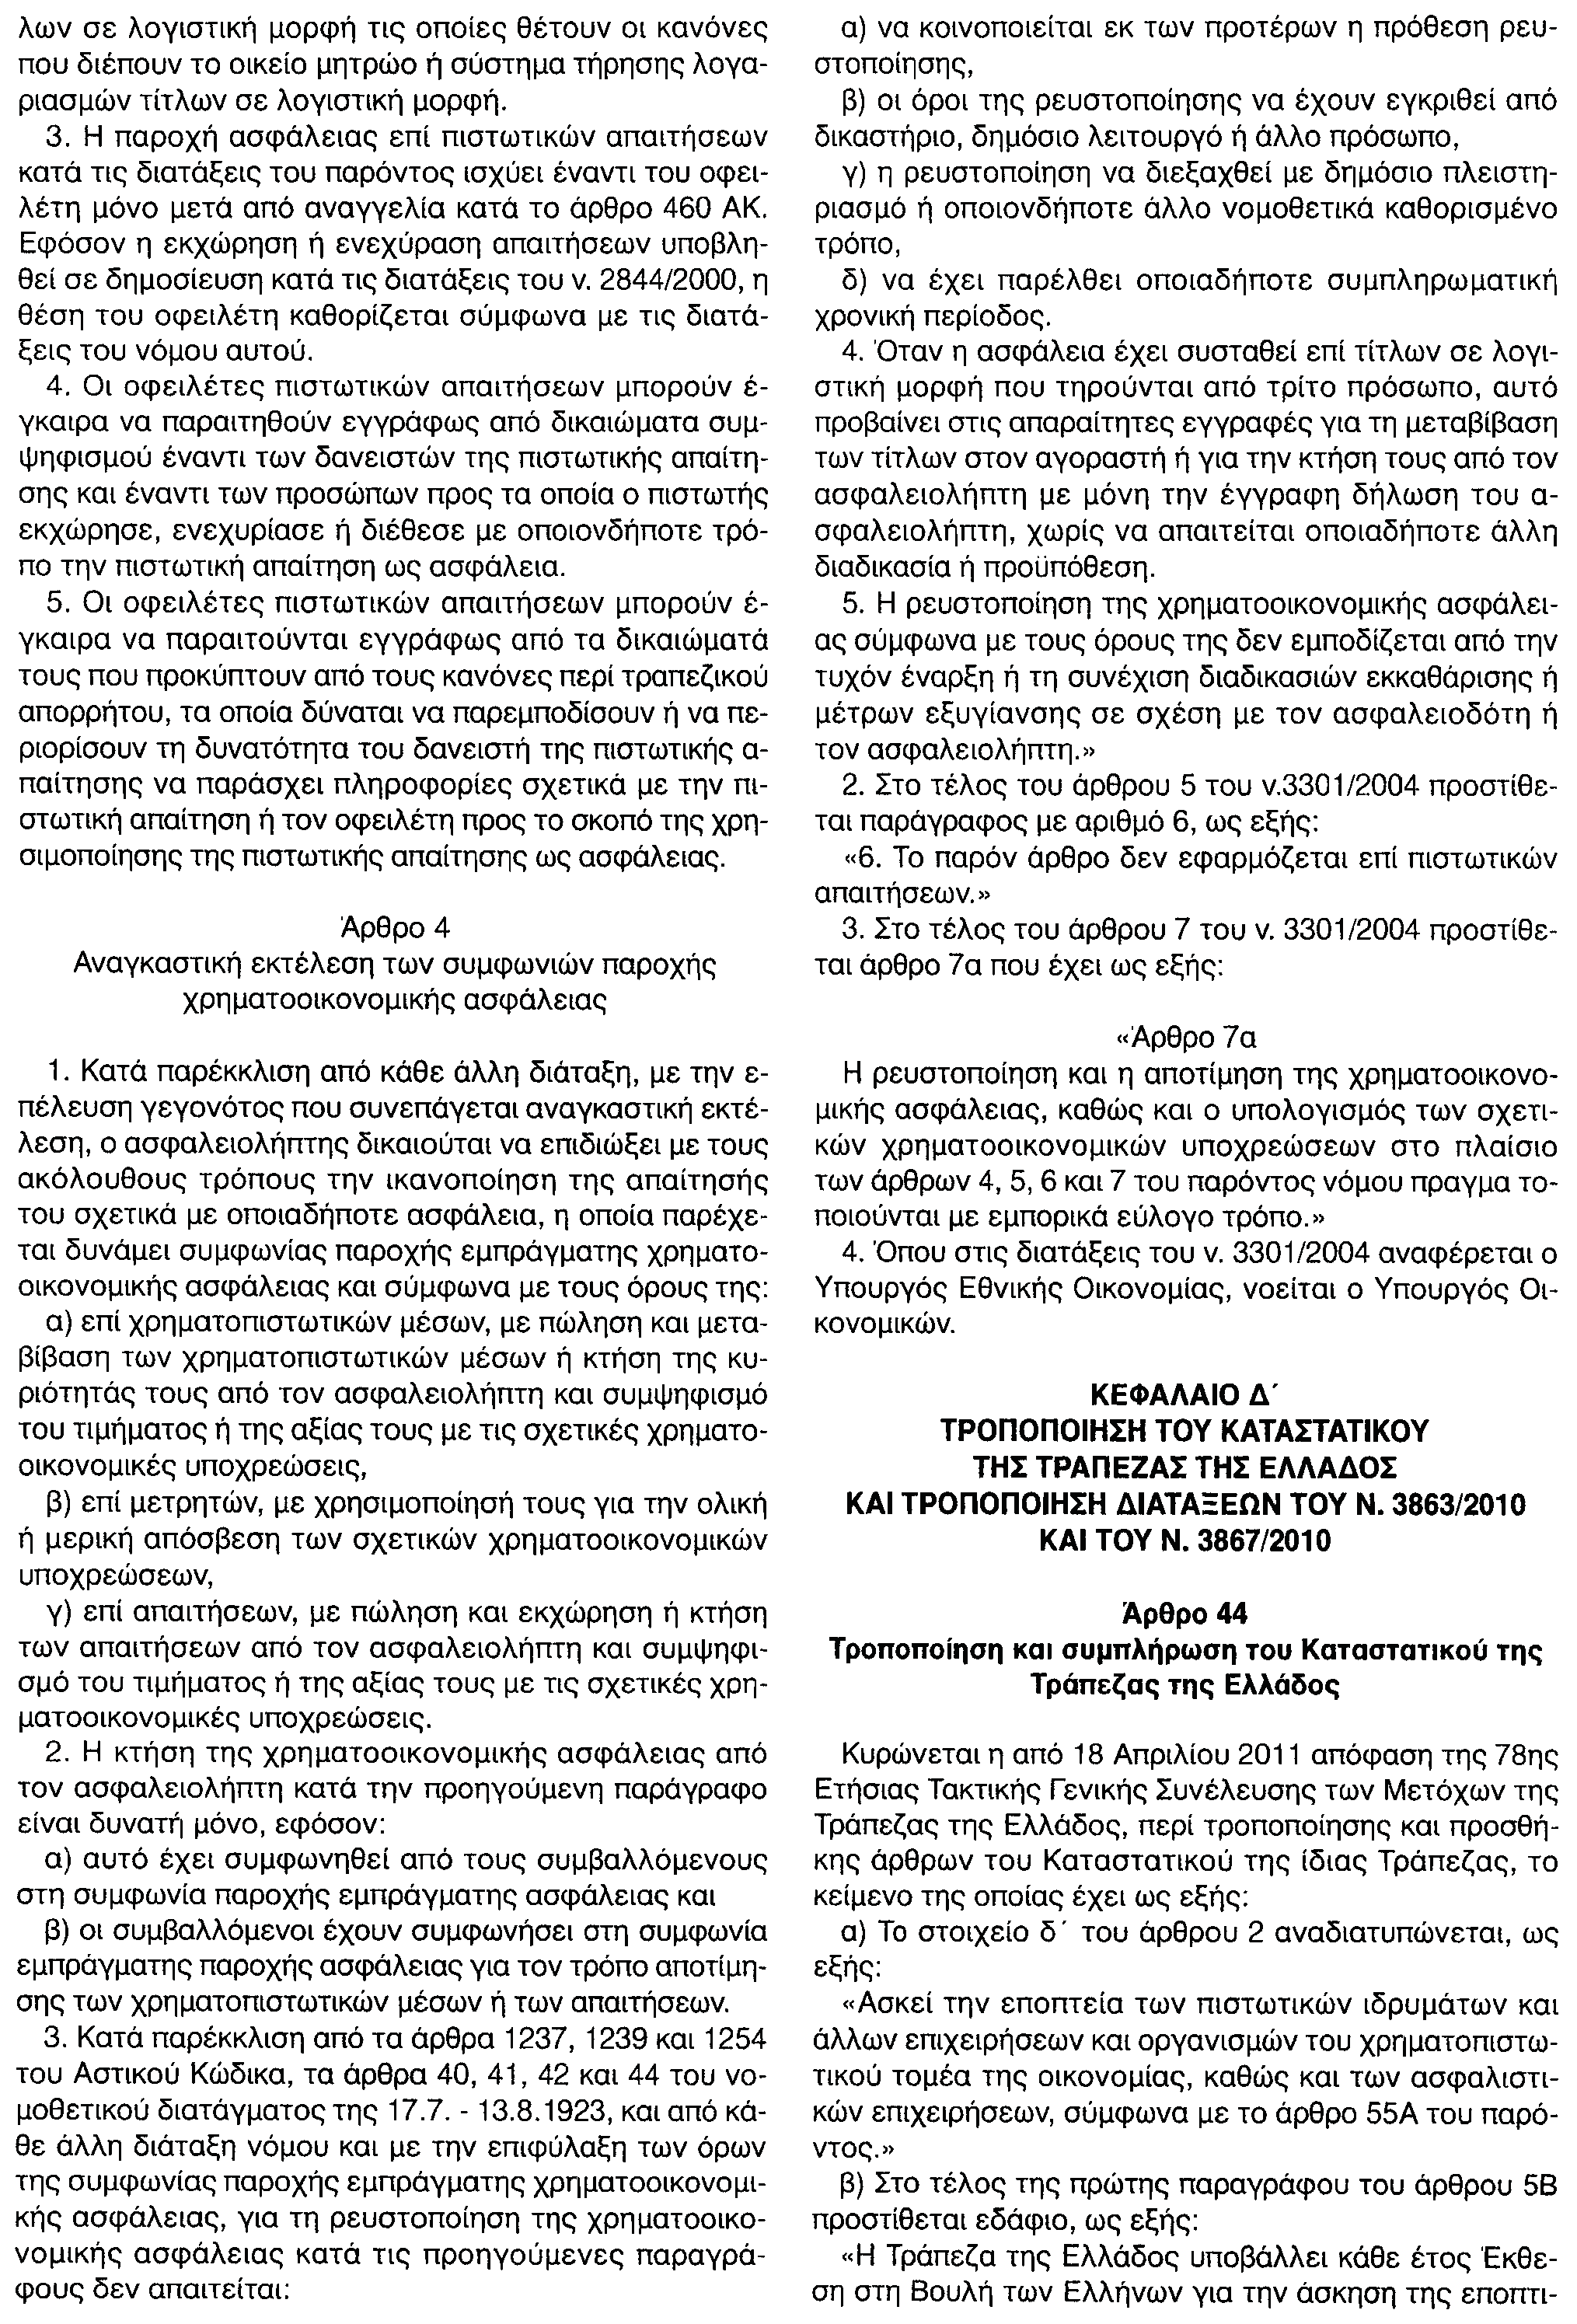 λων σε λογιστική μορφή τις οποίες θέτουν οι κανόνες
που διέπουν το οικείο μητρώο ή σύστημα τήρησης λογα-
ριασμών τίτλων σε λογιστική μορφή.
3. Η παροχή ασφάλειας επί πιστωτικών απαιτήσεων
κατά τις διατάξεις του παρόντος ισχύει έναντι του οφει-
λέτη μόνο μετά από αναγγελία κατά το άρθρο 460 ΑΚ.
Εφόσον η εκχώρηση ή ενεχύραση απαιτήσεων υποβλη-
θεί σε δημοσίευση κατά τις διατάξεις του ν. 2844/2000, η
θέση του οφειλέτη καθορίζεται σύμφωνα με τις διατά-
ξεις του νόμου αυτού.
4. Οι οφειλέτες πιστωτικών απαιτήσεων μπορούν έ-
γκαιρα να παραιτηθούν εγγράφως από δικαιώματα συμ-
ψηφισμού έναντι των δανειστών της πιστωτικής απαίτη-
σης και έναντι των προσώπων προς τα οποία ο πιστωτής
εκχώρησε, ενεχυρίασε ή διέθεσε με οποιονδήποτε τρό-
πο την πιστωτική απαίτηση ως ασφάλεια.
5. Οι οφειλέτες πιστωτικών απαιτήσεων μπορούν έ-
γκαιρα να παραιτούνται εγγράφως από τα δικαιώματά
τους που προκύπτουν από τους κανόνες περί τραπεζικού
απορρήτου, τα οποία δύναται να παρεμποδίσουν ή να πε-
ριορίσουν τη δυνατότητα του δανειστή της πιστωτικής α-
παίτησης να παράσχει πληροφορίες σχετικά με την πι-
στωτική απαίτηση ή τον οφειλέτη προς το σκοπό της χρη-
σιμοποίησης της πιστωτικής απαίτησης ως ασφάλειας.
Άρθρο 4
Αναγκαστική εκτέλεση των συμφωνιών παροχής
χρηματοοικονομικής ασφάλειας
1. Κατά παρέκκλιση από κάθε άλλη διάταξη, με την ε-
πέλευση γεγονότος που συνεπάγεται αναγκαστική εκτέ-
λεση, ο ασφαλειολήπτης δικαιούται να επιδιώξει με τους
ακόλουθους τρόπους την ικανοποίηση της απαίτησής
του σχετικά με οποιαδήποτε ασφάλεια, η οποία παρέχε-
ται δυνάμει συμφωνίας παροχής εμπράγματης χρηματο-
οικονομικής ασφάλειας και σύμφωνα με τους όρους της:
α) επί χρηματοπιστωτικών μέσων, με πώληση και μετα-
βίβαση των χρηματοπιστωτικών μέσων ή κτήση της κυ-
ριότητάς τους από τον ασφαλειολήπτη και συμψηφισμό
του τιμήματος ή της αξίας τους με τις σχετικές χρηματο-
οικονομικές υποχρεώσεις,
β) επί μετρητών, με χρησιμοποίησή τους για την ολική
ή μερική απόσβεση των σχετικών χρηματοοικονομικών
υποχρεώσεων,
γ) επί απαιτήσεων, με πώληση και εκχώρηση ή κτήση
των απαιτήσεων από τον ασφαλειολήπτη και συμψηφι-
σμό του τιμήματος ή της αξίας τους με τις σχετικές χρη-
ματοοικονομικές υποχρεώσεις.
2. Η κτήση της χρηματοοικονομικής ασφάλειας από
τον ασφαλειολήπτη κατά την προηγούμενη παράγραφο
είναι δυνατή μόνο, εφόσον:
α) αυτό έχει συμφωνηθεί από τους συμβαλλόμενους
στη συμφωνία παροχής εμπράγματης ασφάλειας και
β) οι συμβαλλόμενοι έχουν συμφωνήσει στη συμφωνία
εμπράγματης παροχής ασφάλειας για τον τρόπο αποτίμη-
σης των χρηματοπιστωτικών μέσων ή των απαιτήσεων.
3. Κατά παρέκκλιση από τα άρθρα 1237, 1239 και 1254
του Αστικού Κώδικα, τα άρθρα 40, 41, 42 και 44 του νο-
μοθετικού διατάγματος της 17.7. - 13.8.1923, και από κά-
θε άλλη διάταξη νόμου και με την επιφύλαξη των όρων
της συμφωνίας παροχής εμπράγματης χρηματοοικονομι-
κής ασφάλειας, για τη ρευστοποίηση της χρηματοοικο-
νομικής ασφάλειας κατά τις προηγούμενες παραγρά-
φους δεν απαιτείται:
α) να κοινοποιείται εκ των προτέρων η πρόθεση ρευ-
στοποίησης,
β) οι όροι της ρευστοποίησης να έχουν εγκριθεί από
δικαστήριο, δημόσιο λειτουργό ή άλλο πρόσωπο,
γ) η ρευστοποίηση να διεξαχθεί με δημόσιο πλειστη-
ριασμό ή οποιονδήποτε άλλο νομοθετικά καθορισμένο
τρόπο,
δ) να έχει παρέλθει οποιαδήποτε συμπληρωματική
χρονική περίοδος.
4. Όταν η ασφάλεια έχει συσταθεί επί τίτλων σε λογι-
στική μορφή που τηρούνται από τρίτο πρόσωπο, αυτό
προβαίνει στις απαραίτητες εγγραφές για τη μεταβίβαση
των τίτλων στον αγοραστή ή για την κτήση τους από τον
ασφαλειολήπτη με μόνη την έγγραφη δήλωση του α-
σφαλειολήπτη, χωρίς να απαιτείται οποιαδήποτε άλλη
διαδικασία ή προϋπόθεση.
5. Η ρευστοποίηση της χρηματοοικονομικής ασφάλει-
ας σύμφωνα με τους όρους της δεν εμποδίζεται από την
τυχόν έναρξη ή τη συνέχιση διαδικασιών εκκαθάρισης ή
μέτρων εξυγίανσης σε σχέση με τον ασφαλειοδότη ή
τον ασφαλειολήπτη.»
2. Στο τέλος του άρθρου 5 του ν.3301/2004 προστίθε-
ται παράγραφος με αριθμό 6, ως εξής:
«6. Το παρόν άρθρο δεν εφαρμόζεται επί πιστωτικών
απαιτήσεων.»
3. Στο τέλος του άρθρου 7 του ν. 3301/2004 προστίθε-
ται άρθρο 7α που έχει ως εξής:
«Άρθρο 7α
Η ρευστοποίηση και η αποτίμηση της χρηματοοικονο-
μικής ασφάλειας, καθώς και ο υπολογισμός των σχετι-
κών χρηματοοικονομικών υποχρεώσεων στο πλαίσιο
των άρθρων 4, 5, 6 και 7 του παρόντος νόμου πραγμα το-
ποιούνται με εμπορικά εύλογο τρόπο.»
4. Όπου στις διατάξεις του ν. 3301/2004 αναφέρεται ο
Υπουργός Εθνικής Οικονομίας, νοείται ο Υπουργός Οι-
κονομικών.
ΚΕΦΑΛΑΙΟ Δ΄
ΤΡΟΠΟΠΟΙΗΣΗ ΤΟΥ ΚΑΤΑΣΤΑΤΙΚΟΥ
ΤΗΣ ΤΡΑΠΕΖΑΣ ΤΗΣ ΕΛΛΑΔΟΣ
ΚΑΙ ΤΡΟΠΟΠΟΙΗΣΗ ΔΙΑΤΑΞΕΩΝ ΤΟΥ Ν. 3863/2010
ΚΑΙ ΤΟΥ Ν. 3867/2010
Άρθρο 44
Τροποποίηση και συμπλήρωση του Καταστατικού της
Τράπεζας της Ελλάδος
Κυρώνεται η από 18 Απριλίου 2011 απόφαση της 78ης
Ετήσιας Τακτικής Γενικής Συνέλευσης των Μετόχων της
Τράπεζας της Ελλάδος, περί τροποποίησης και προσθή-
κης άρθρων του Καταστατικού της ίδιας Τράπεζας, το
κείμενο της οποίας έχει ως εξής:
α) Το στοιχείο δ΄ του άρθρου 2 αναδιατυπώνεται, ως
εξής:
«Ασκεί την εποπτεία των πιστωτικών ιδρυμάτων και
άλλων επιχειρήσεων και οργανισμών του χρηματοπιστω-
τικού τομέα της οικονομίας, καθώς και των ασφαλιστι-
κών επιχειρήσεων, σύμφωνα με το άρθρο 55Α του παρό-
ντος.»
β) Στο τέλος της πρώτης παραγράφου του άρθρου 5Β
προστίθεται εδάφιο, ως εξής:
«Η Τράπεζα της Ελλάδος υποβάλλει κάθε έτος Έκθε-
ση στη Βουλή των Ελλήνων για την άσκηση της εποπτι-